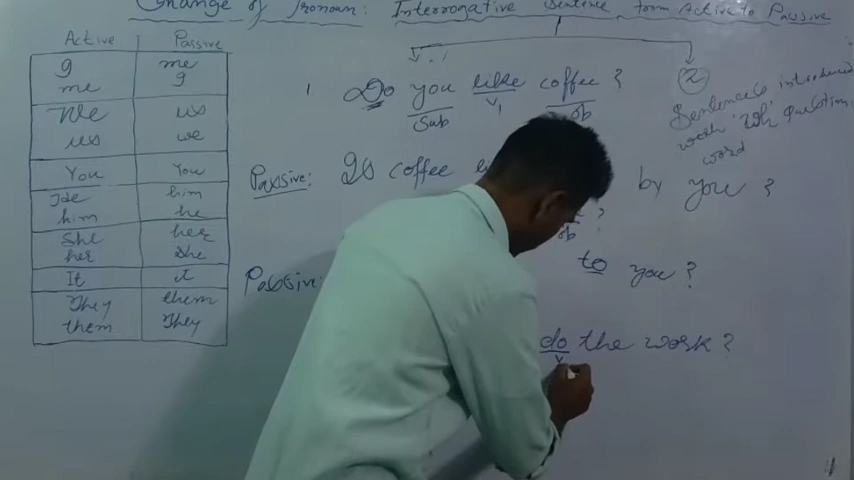 Change of Pronoun: Interrogative Sentence from Active to Passive
Active Passive
I me
me I
We us
us we
You You
He him
him he
She her
her She
It it
They them
them They
1 Do you like coffee ?
Sub V1 ob
2
Sentences introduced
with 'Wh' question
word
Passive: Is coffee by you ?
ob ?
Passive: to you ?
do the work ?
V